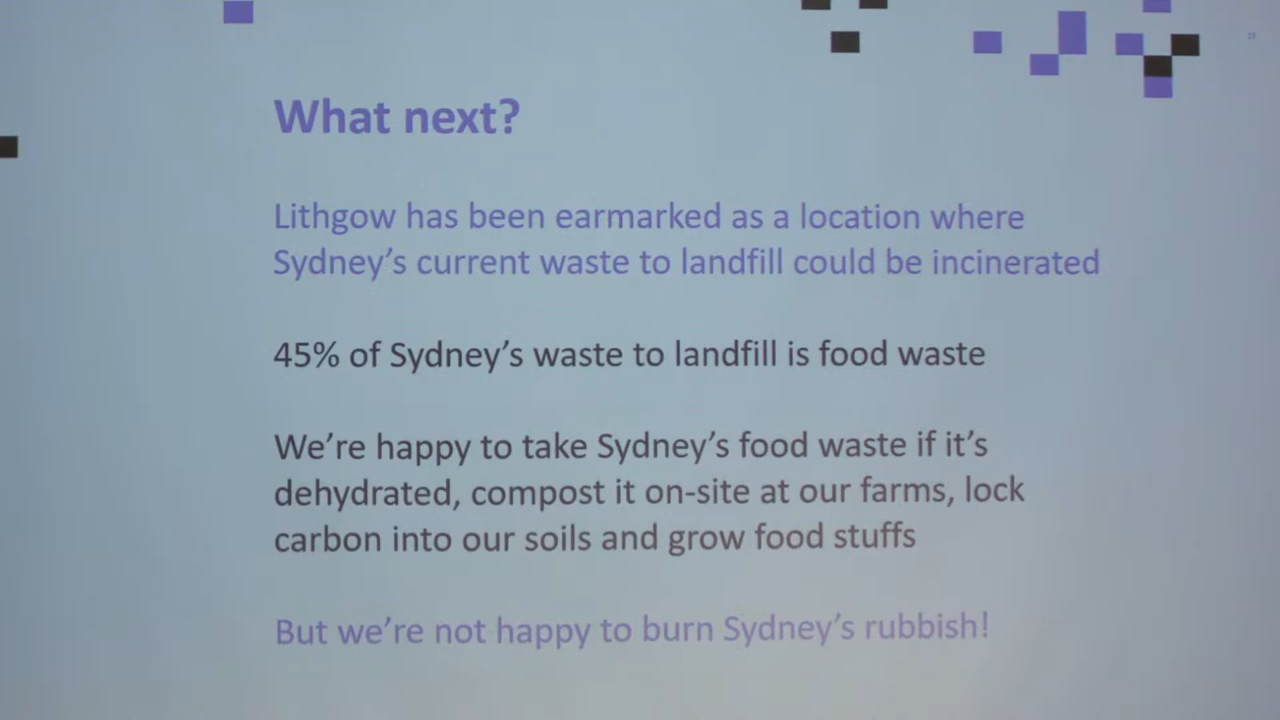 What next?
Lithgow has been earmarked as a location where
Sydney's current waste to landfill could be incinerated
45% of Sydney's waste to landfill is food waste
We're happy to take Sydney's food waste if it's
dehydrated, compost it on-site at our farms, lock
carbon into our soils and grow food stuffs
But we're not happy to burn Sydney's rubbish!